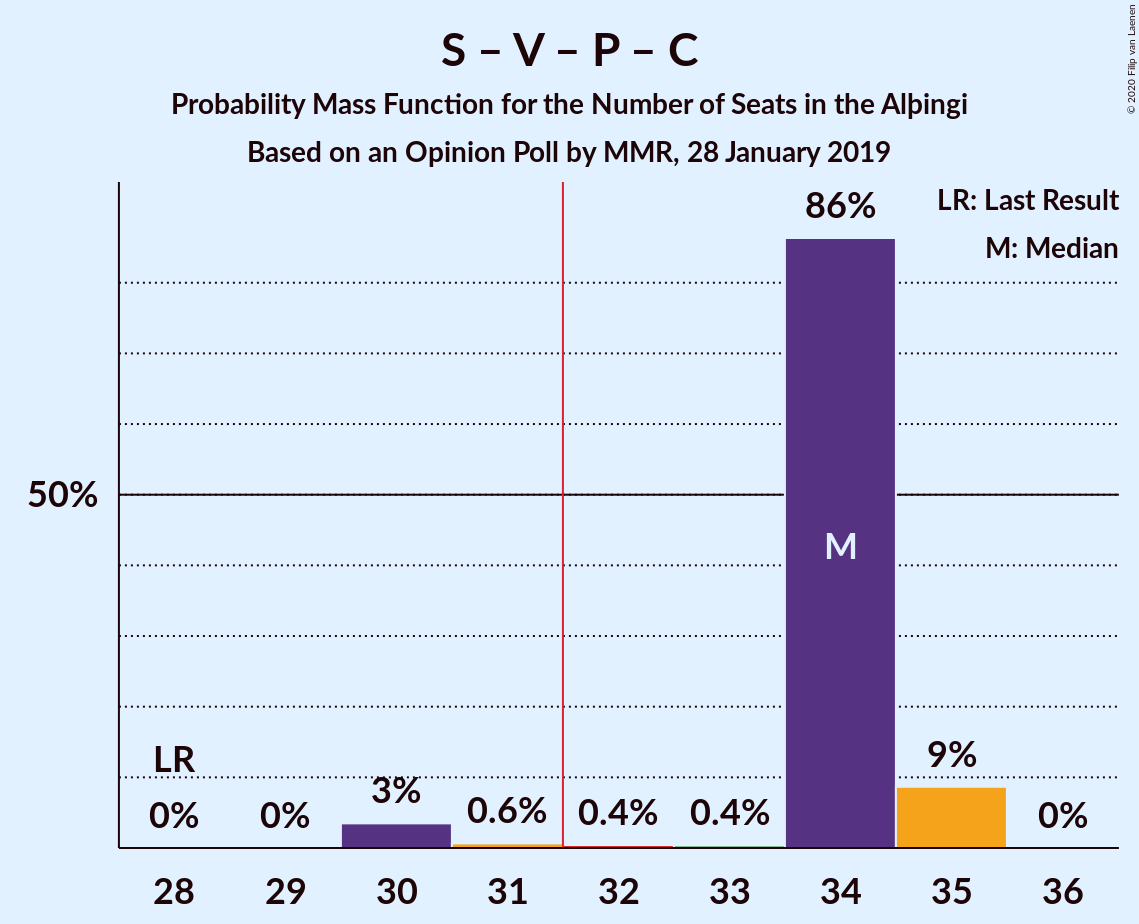 S – V – P – C
Probability Mass Function for the Number of Seats in the Alþingi
Based on an Opinion Poll by MMR, 28 January 2019
© 2020 Filip van Laenen
LR: Last Result
M: Median
50%
LR
0%
0%
3%
0.6%
0.4%
0.4%
86%
M
9%
0%
28 29 30 31 32 33 34 35 36